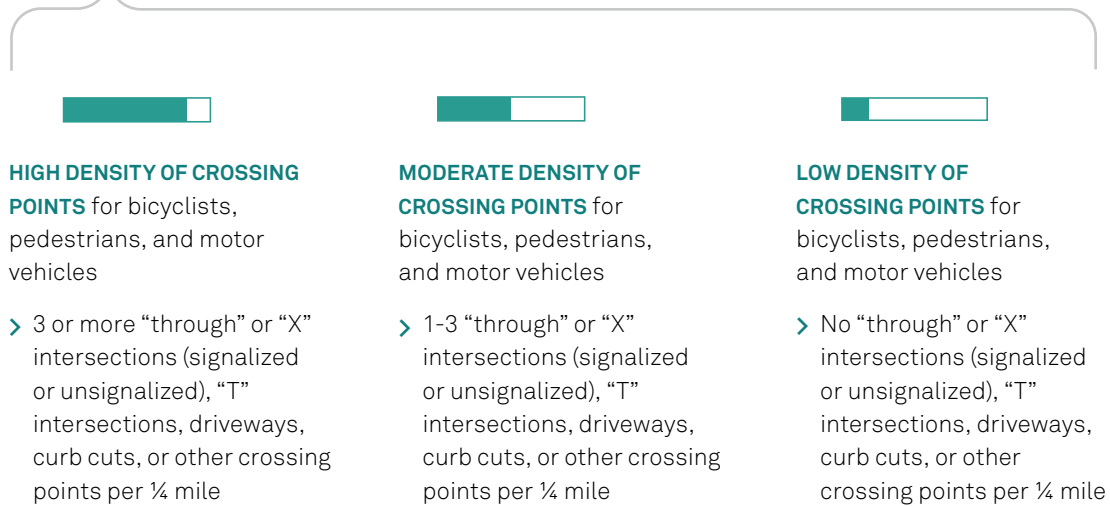 HIGH DENSITY OF CROSSING
POINTS for bicyclists,
pedestrians, and motor
vehicles
> 3 or more “through” or “X”
intersections (signalized
or unsignalized), “T”
intersections, driveways,
curb cuts, or other crossing
points per ¼ mile
MODERATE DENSITY OF
CROSSING POINTS for
bicyclists, pedestrians,
and motor vehicles
> 1-3 “through” or “X”
intersections (signalized
or unsignalized), “T”
intersections, driveways,
curb cuts, or other crossing
points per ¼ mile
LOW DENSITY OF
CROSSING POINTS for
bicyclists, pedestrians,
and motor vehicles
> No “through” or “X”
intersections (signalized
or unsignalized), “T”
intersections, driveways,
curb cuts, or other
crossing points per ¼ mile